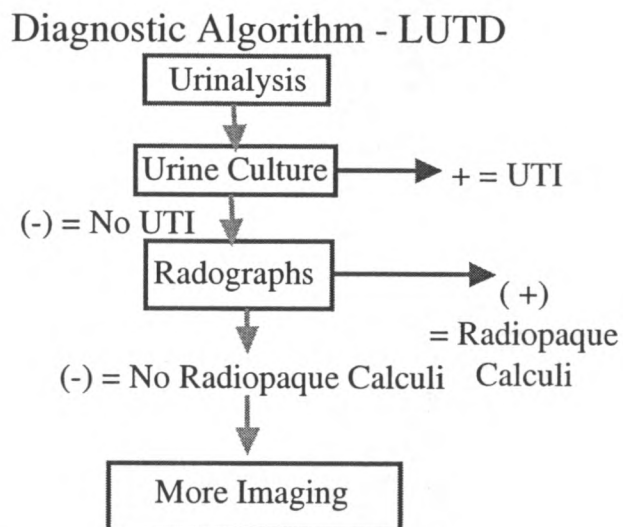 Diagnostic Algorithm - LUTD
Urinalysis
Urine Culture
+ = UTI
(-) = No UTI
Radographs
( +)
= Radiopaque
Calculi
(-) = No Radiopaque Calculi
More Imaging